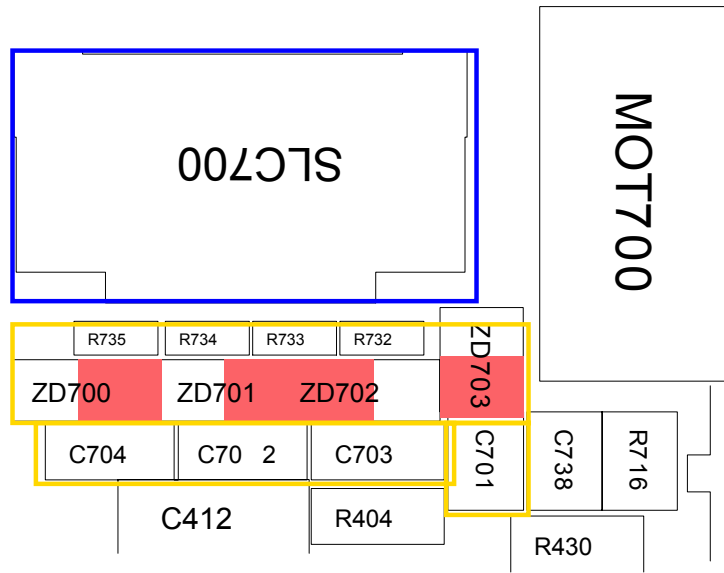 SLC700
MOT700
R735 R734 R733 R732
ZD703
ZD700 ZD701 ZD702
C704 C70 2 C703
C701 C738 R716
C412 R404
R430